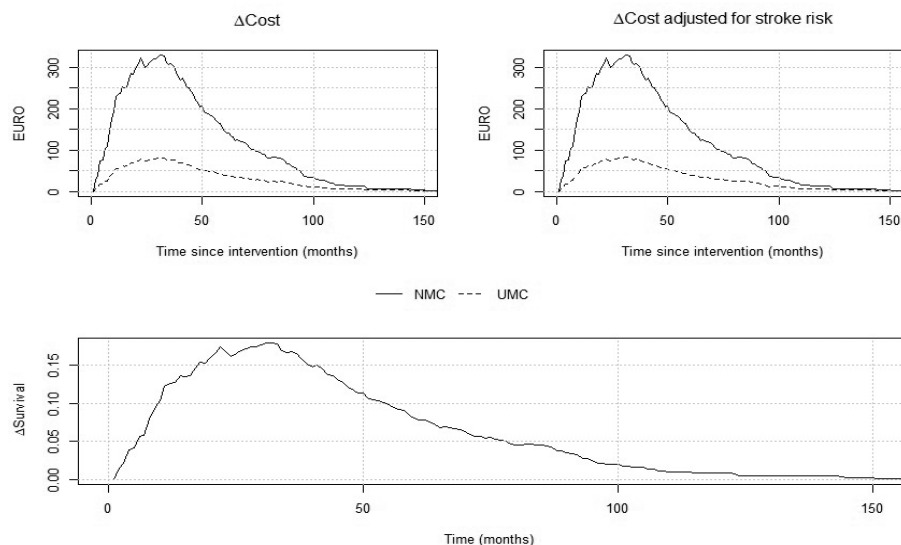 ΔCost
ΔCost adjusted for stroke risk
EURO
0 100 200 300
0 50 100 150
Time since intervention (months)
EURO
0 100 200 300
0 50 100 150
Time since intervention (months)
NMC UMC
ΔSurvival
0.00 0.05 0.10 0.15
0 50 100 150
Time (months)